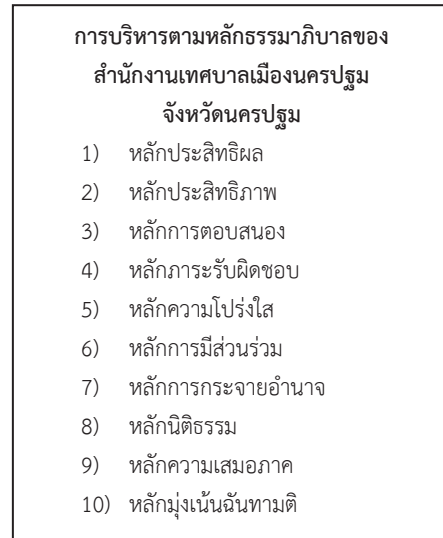 การบริหารตามหลักธรรมาภิบาลของ
สำนักงานเทศบาลเมืองนครปฐม
จังหวัดนครปฐม
1) หลักประสิทธิผล
2) หลักประสิทธิภาพ
3) หลักการตอบสนอง
4) หลักภาระรับผิดชอบ
5) หลักความโปร่งใส
6) หลักการมีส่วนร่วม
7) หลักการกระจายอำนาจ
8) หลักนิติธรรม
9) หลักความเสมอภาค
10) หลักมุ่งเน้นฉันทามติ